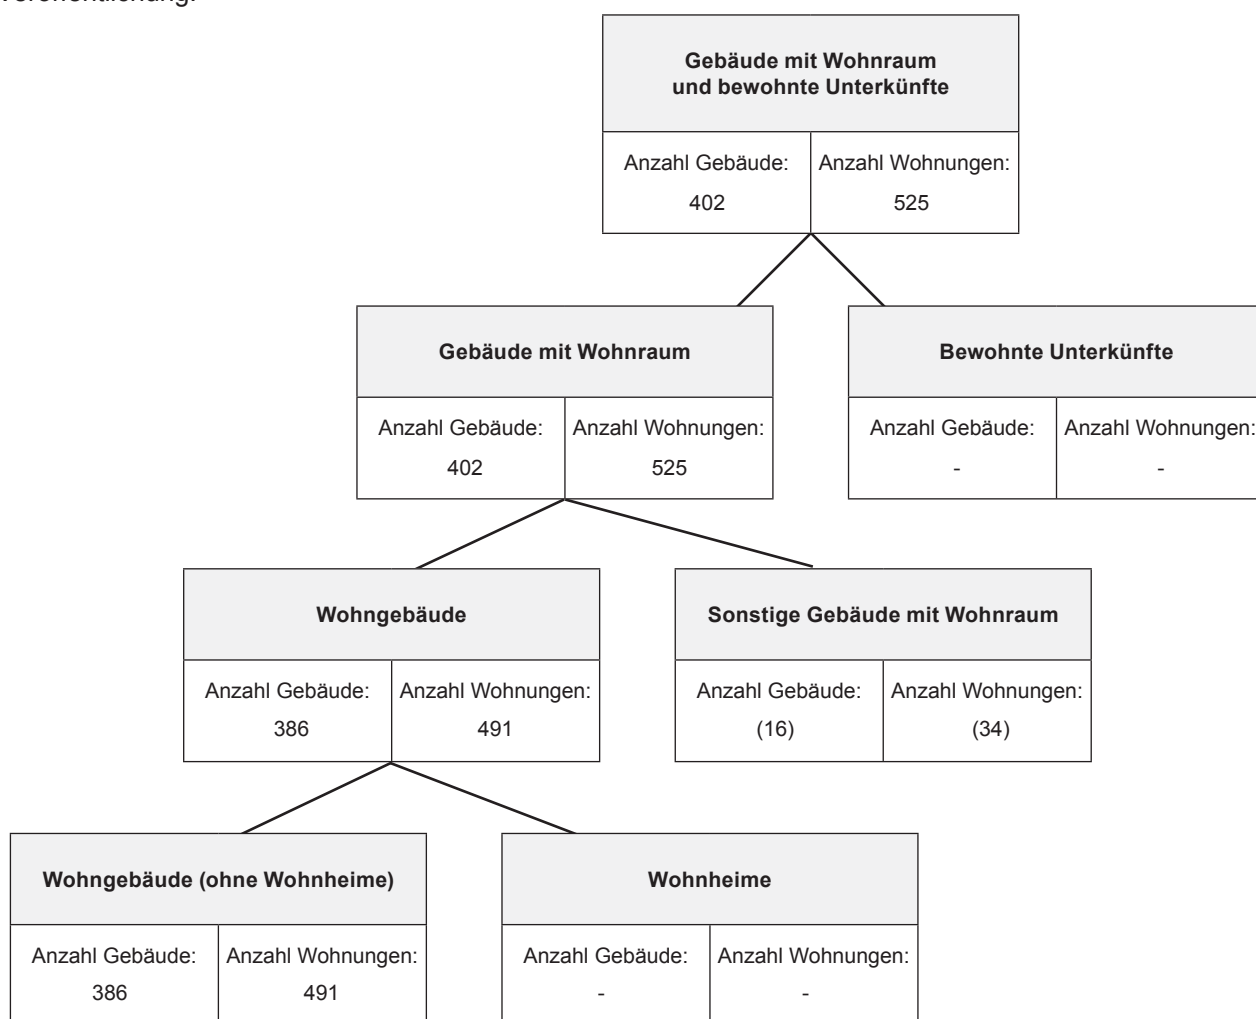 Veröffentlichung.
Gebäude mit Wohnraum
und bewohnte Unterkünfte
Anzahl Gebäude: Anzahl Wohnungen:
402 525
Gebäude mit Wohnraum
Anzahl Gebäude: Anzahl Wohnungen:
402 525
Bewohnte Unterkünfte
Anzahl Gebäude: Anzahl Wohnungen:
- -
Wohngebäude
Anzahl Gebäude: Anzahl Wohnungen:
386 491
Sonstige Gebäude mit Wohnraum
Anzahl Gebäude: Anzahl Wohnungen:
(16) (34)
Wohngebäude (ohne Wohnheime)
Anzahl Gebäude: Anzahl Wohnungen:
386 491
Wohnheime
Anzahl Gebäude: Anzahl Wohnungen:
- -